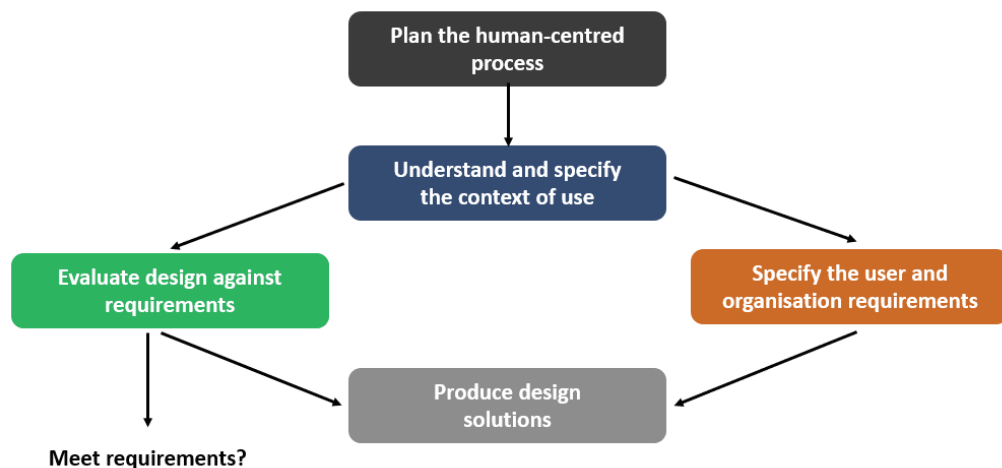 Plan the human-centred
process
Understand and specify
the context of use
Evaluate design against
requirements
Specify the user and
organisation requirements
Produce design
solutions
Meet requirements?